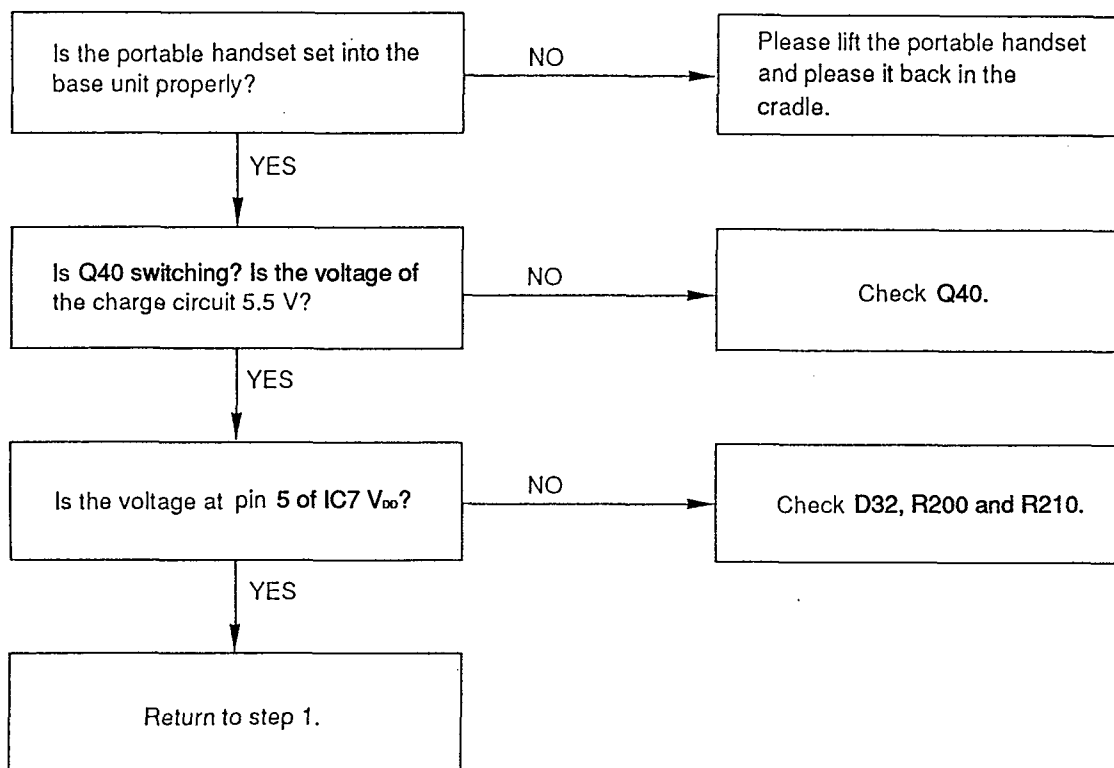 Is the portable handset set into the
base unit properly?
NO
Please lift the portable handset
and please it back in the
cradle.
YES
Is Q40 switching? Is the voltage of
the charge circuit 5.5 V?
NO
Check Q40.
YES
Is the voltage at pin 5 of IC7 VDD?
NO
Check D32, R200 and R210.
YES
Return to step 1.